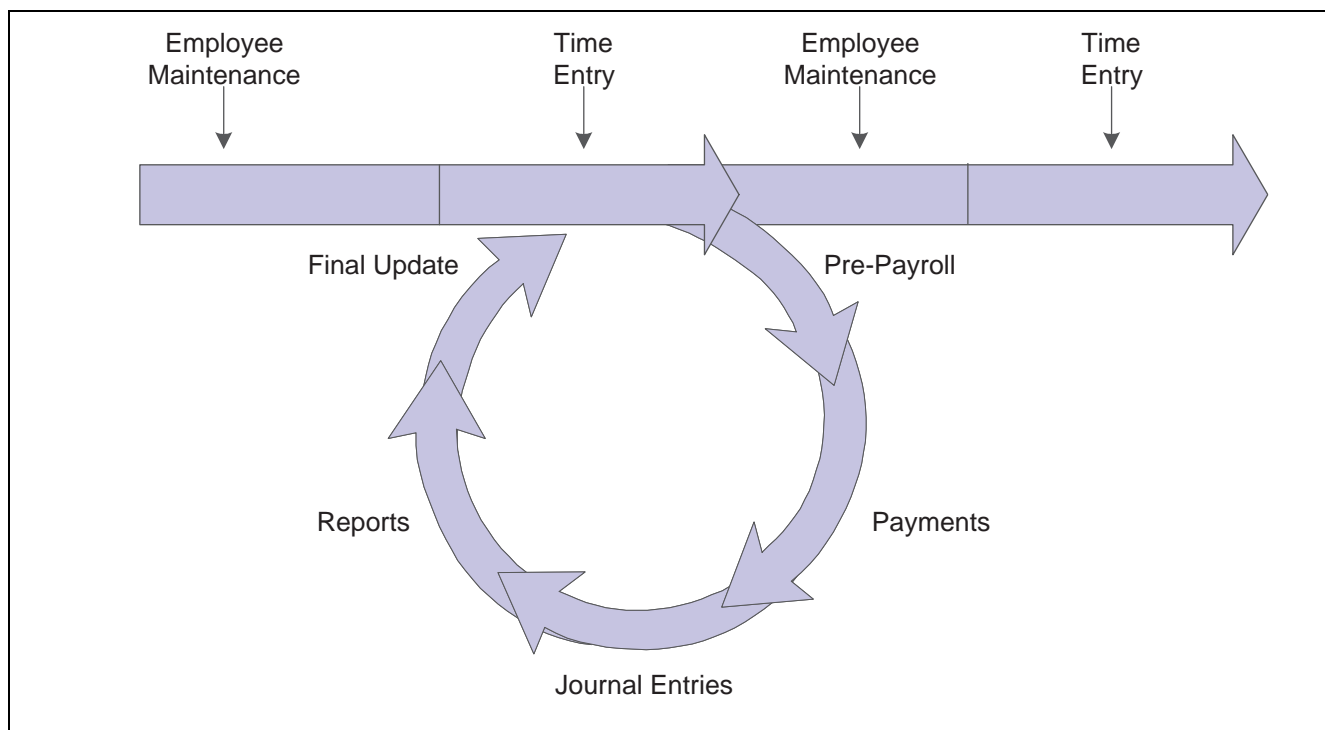 Employee
Maintenance
Time
Entry
Employee
Maintenance
Time
Entry
Final Update
Pre-Payroll
Reports
Payments
Journal Entries